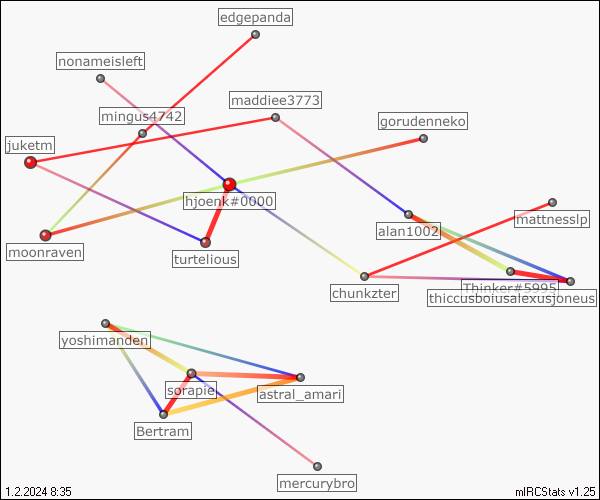 edgepanda
nonameisleft
maddiee3773
mingus4742
gorudenneko
juketm
hjoenk#0000
mattnesslp
alan1002
moonraven
turtelious
Thinker#5995
chunkzter
thiccusboiusalexusjoneus
yoshimanden
sorapie
astral_amari
Bertram
mercurybro
1.2.2024 8:35
mIRCStats v1.25